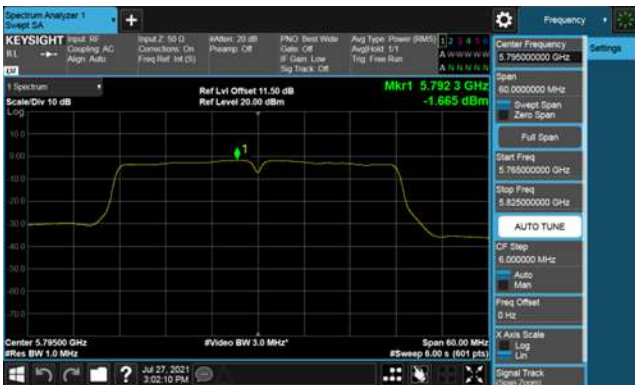 Spectrum Analyzer 1
Swept SA
+
Frequency
KEYSIGHT Input: RF
RL
Coupling: AC
Align: Auto
Input Z: 50 Ω
Corrections: On
Freq Ref: Int (S)
#Atten: 20 dB
Preamp: Off
PNO: Best Wide
Gate: Off
IF Gain: Low
Sig Track: Off
Avg Type: Power (RMS)
Avg|Hold: 1/1
Trig: Free Run
1 2 3 4 5 6
A W W W W W
A N N N N N
1 Spectrum
Scale/Div 10 dB
Log
Ref Lvl Offset 11.50 dB
Ref Level 20.00 dBm
Mkr1 5.792 3 GHz
-1.665 dBm
10.0
0.00
-10.0
-20.0
-30.0
-40.0
-50.0
-60.0
-70.0
1
Center 5.79500 GHz
#Res BW 1.0 MHz
#Video BW 3.0 MHz*
Span 60.00 MHz
#Sweep 6.00 s (601 pts)
?
Jul 27, 2021
3:02:10 PM
Center Frequency
5.795000000 GHz
Settings
Span
60.0000000 MHz
Swept Span
Zero Span
Full Span
Start Freq
5.765000000 GHz
Stop Freq
5.825000000 GHz
AUTO TUNE
CF Step
6.000000 MHz
Auto
Man
Freq Offset
0 Hz
X Axis Scale
Log
Lin
Signal Track
(Span Zoom)